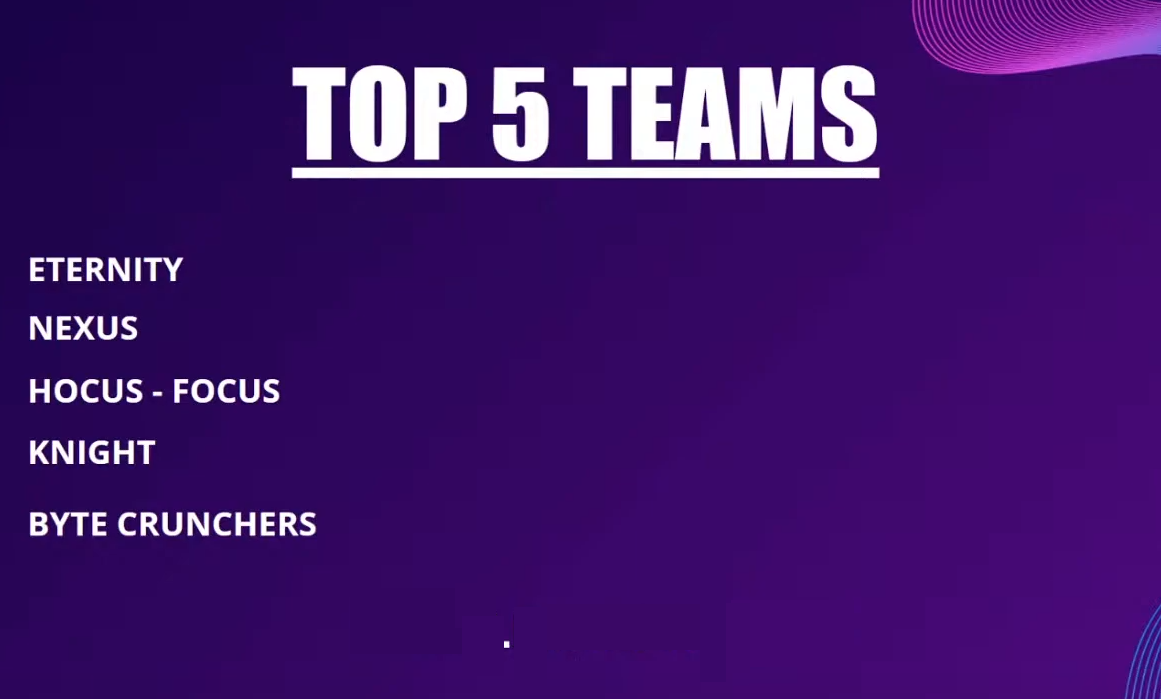 TOP 5 TEAMS
ETERNITY
NEXUS
HOCUS - FOCUS
KNIGHT
BYTE CRUNCHERS
.